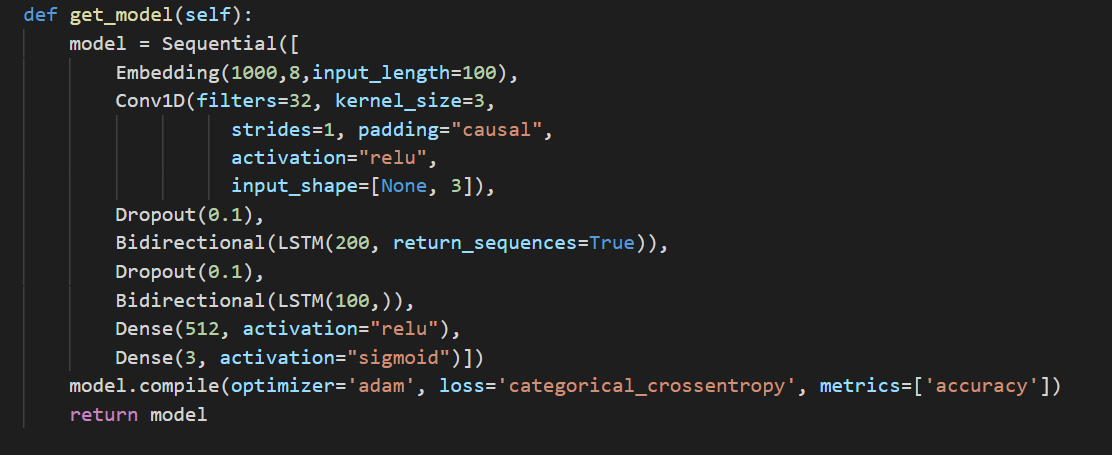 def get_model(self):
    model = Sequential([
        Embedding(1000,8,input_length=100),
        Conv1D(filters=32, kernel_size=3,
                  strides=1, padding="causal",
                  activation="relu",
                  input_shape=[None, 3]),
        Dropout(0.1),
        Bidirectional(LSTM(200, return_sequences=True)),
        Dropout(0.1),
        Bidirectional(LSTM(100,)),
        Dense(512, activation="relu"),
        Dense(3, activation="sigmoid")])
    model.compile(optimizer='adam', loss='categorical_crossentropy', metrics=['accuracy'])
    return model